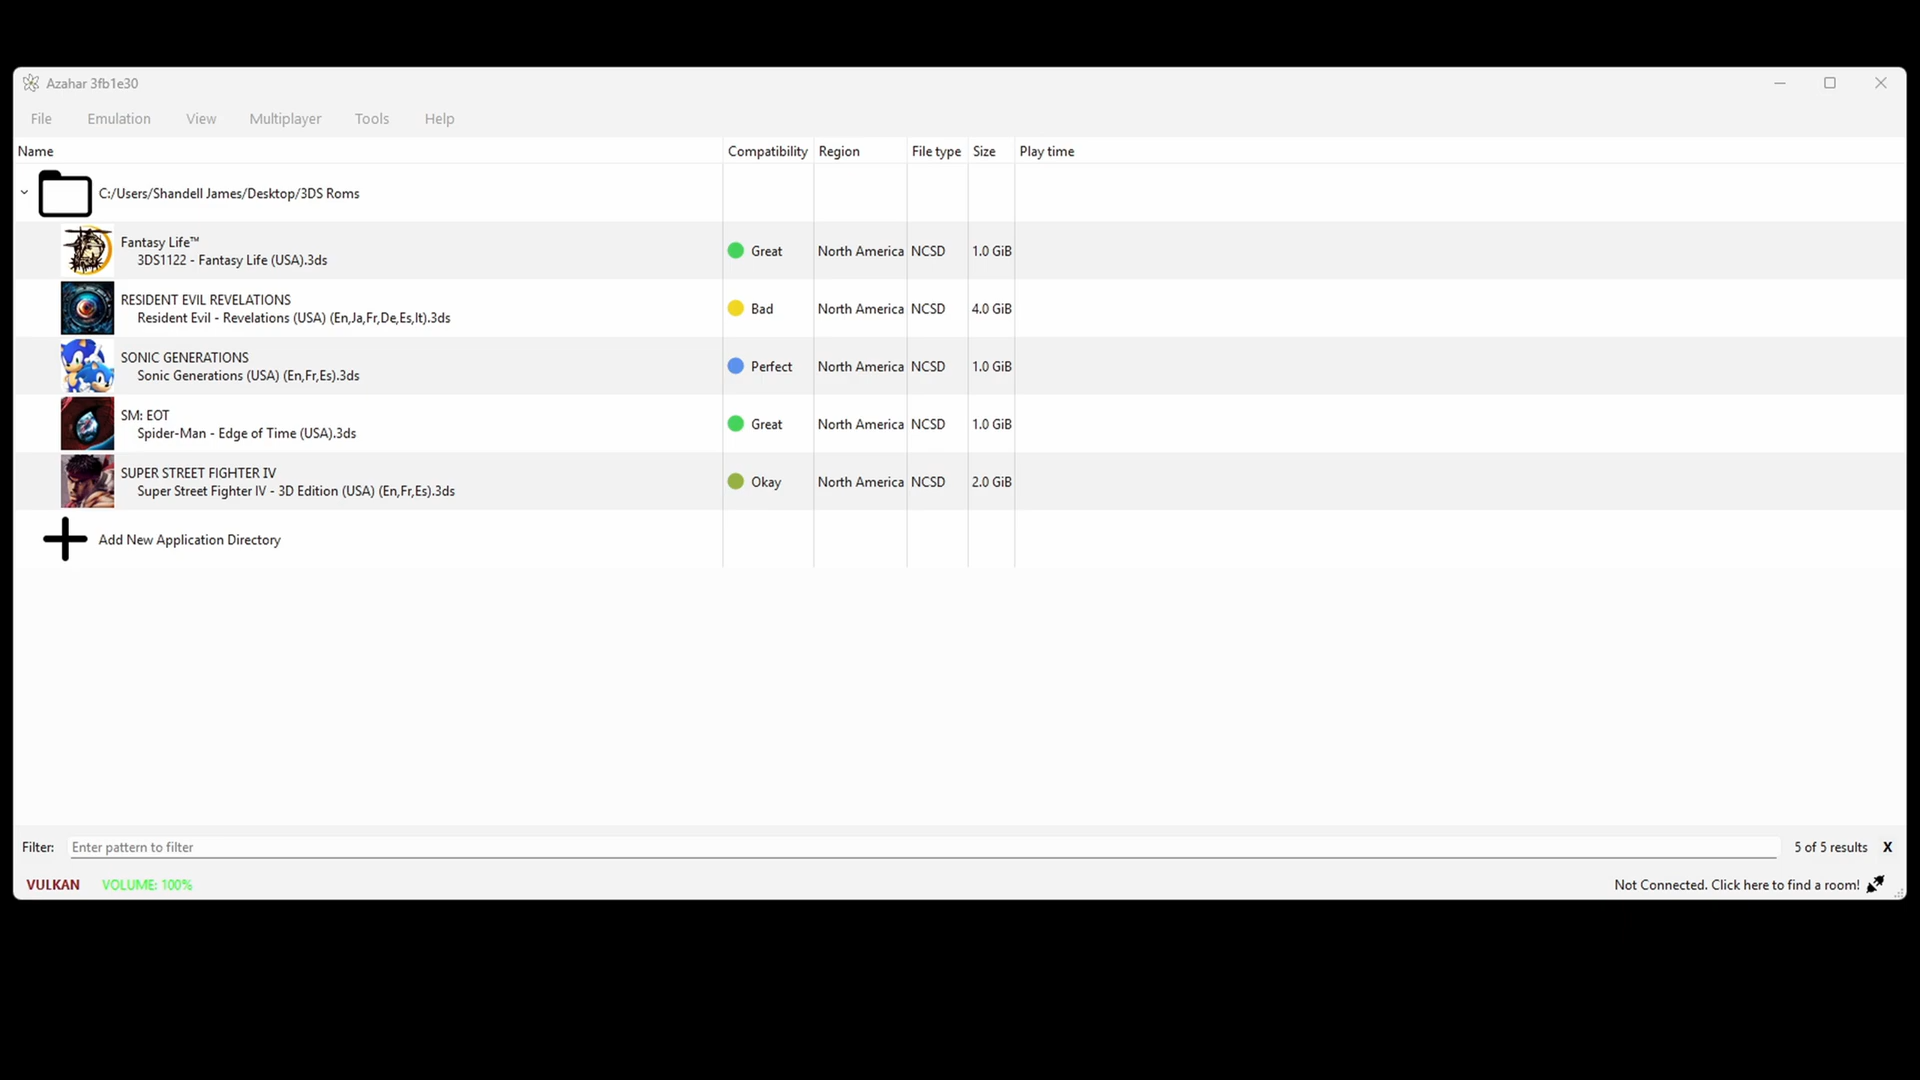 Azahar 3fb1e30
File Emulation View Multiplayer Tools Help
Name Compatibility Region File type Size Play time
C:/Users/Shandell James/Desktop/3DS Roms
Fantasy Life™
3DS1122 - Fantasy Life (USA).3ds
Great North America NCSD 1.0 GiB
RESIDENT EVIL REVELATIONS
Resident Evil - Revelations (USA) (En,Ja,Fr,De,Es,It).3ds
Bad North America NCSD 4.0 GiB
SONIC GENERATIONS
Sonic Generations (USA) (En,Fr,Es).3ds
Perfect North America NCSD 1.0 GiB
SM: EOT
Spider-Man - Edge of Time (USA).3ds
Great North America NCSD 1.0 GiB
SUPER STREET FIGHTER IV
Super Street Fighter IV - 3D Edition (USA) (En,Fr,Es).3ds
Okay North America NCSD 2.0 GiB
Add New Application Directory
Filter: Enter pattern to filter 5 of 5 results X
VULKAN VOLUME: 100% Not Connected. Click here to find a room!